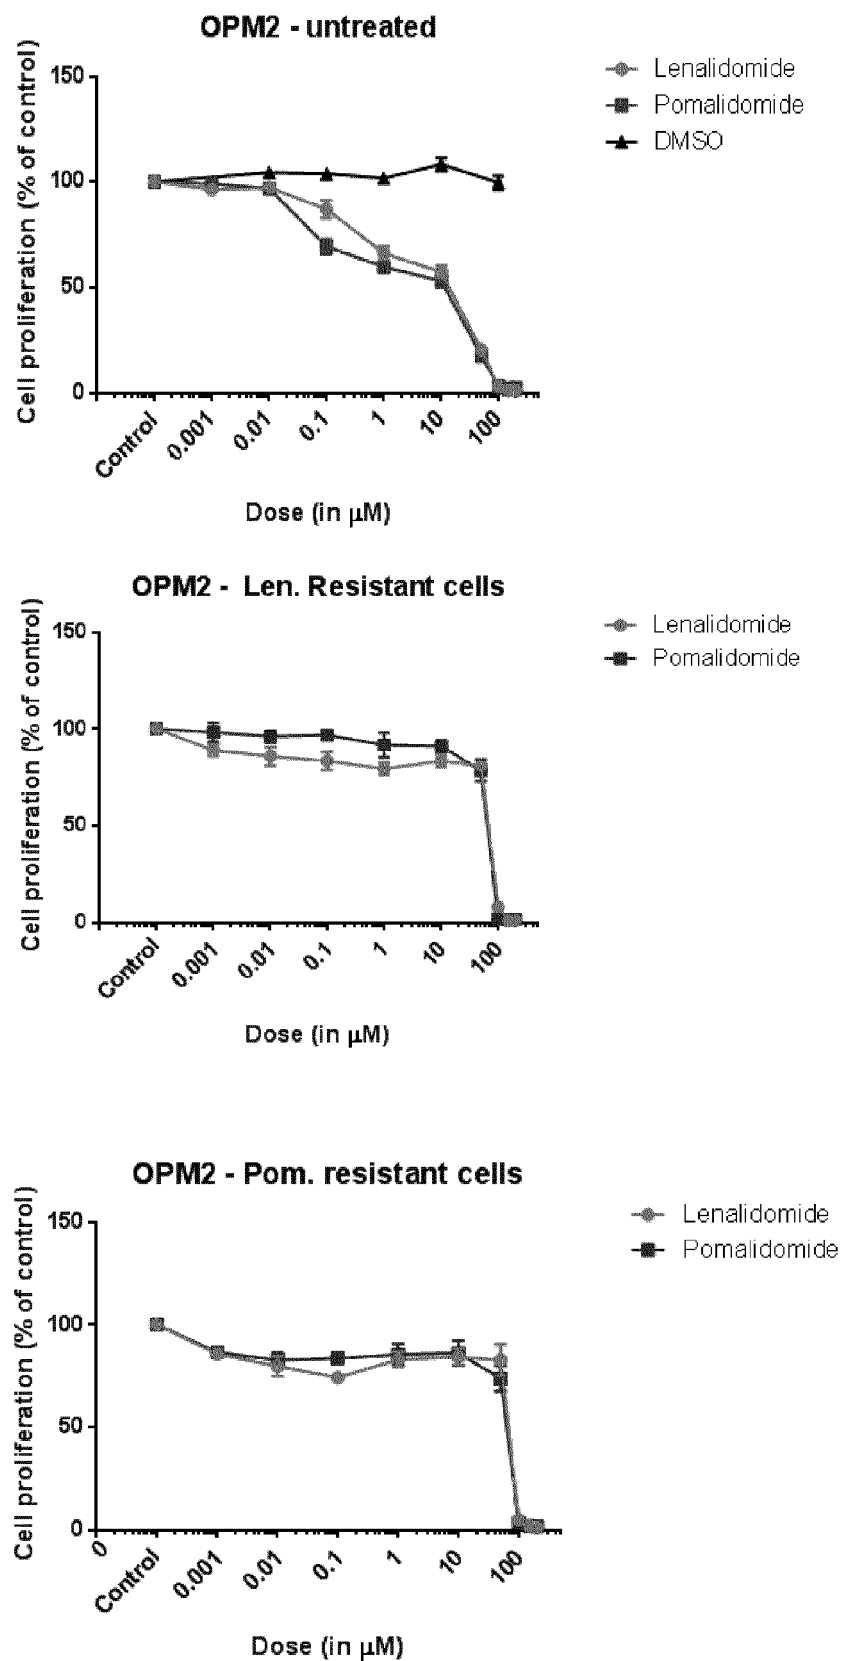 OPM2 - untreated
Cell proliferation (% of control)
150
100
50
0
Control
0.001
0.01
0.1
1
10
100
Dose (in µM)
Lenalidomide
Pomalidomide
DMSO
OPM2 - Len. Resistant cells
Cell proliferation (% of control)
150
100
50
0
Control
0.001
0.01
0.1
1
10
100
Dose (in µM)
Lenalidomide
Pomalidomide
OPM2 - Pom. resistant cells
Cell proliferation (% of control)
150
100
50
0
0
Control
0.001
0.01
0.1
1
10
100
Dose (in µM)
Lenalidomide
Pomalidomide